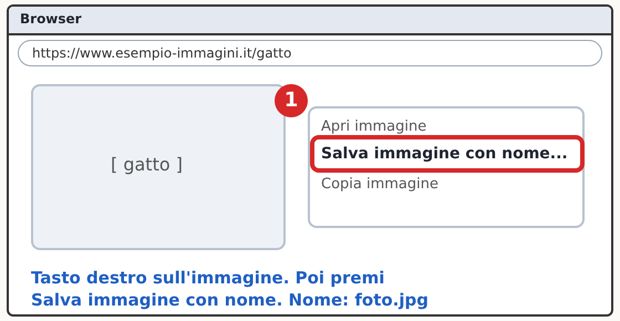 Browser
https://www.esempio-immagini.it/gatto
1
[ gatto ]
Apri immagine
Salva immagine con nome...
Copia immagine
Tasto destro sull'immagine. Poi premi
Salva immagine con nome. Nome: foto.jpg